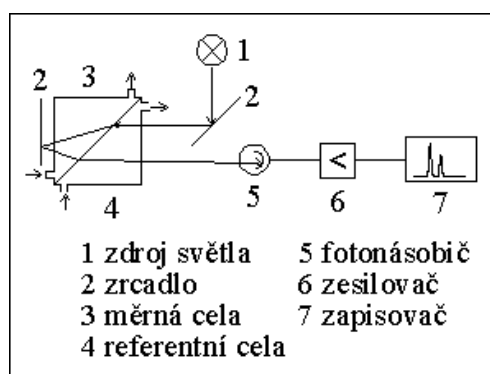 1
2
3
2
4
5
<
6
7
1 zdroj světla
2 zrcadlo
3 měrná cela
4 referentní cela
5 fotonásobič
6 zesilovač
7 zapisovač